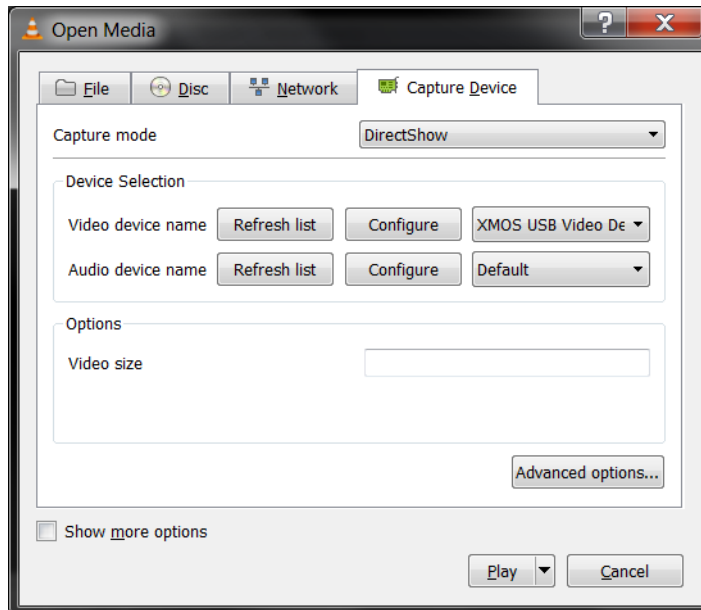 Open Media
?
X
File Disc Network Capture Device
Capture mode DirectShow
Device Selection
Video device name Refresh list Configure XMOS USB Video De
Audio device name Refresh list Configure Default
Options
Video size
Advanced options...
Show more options
Play Cancel